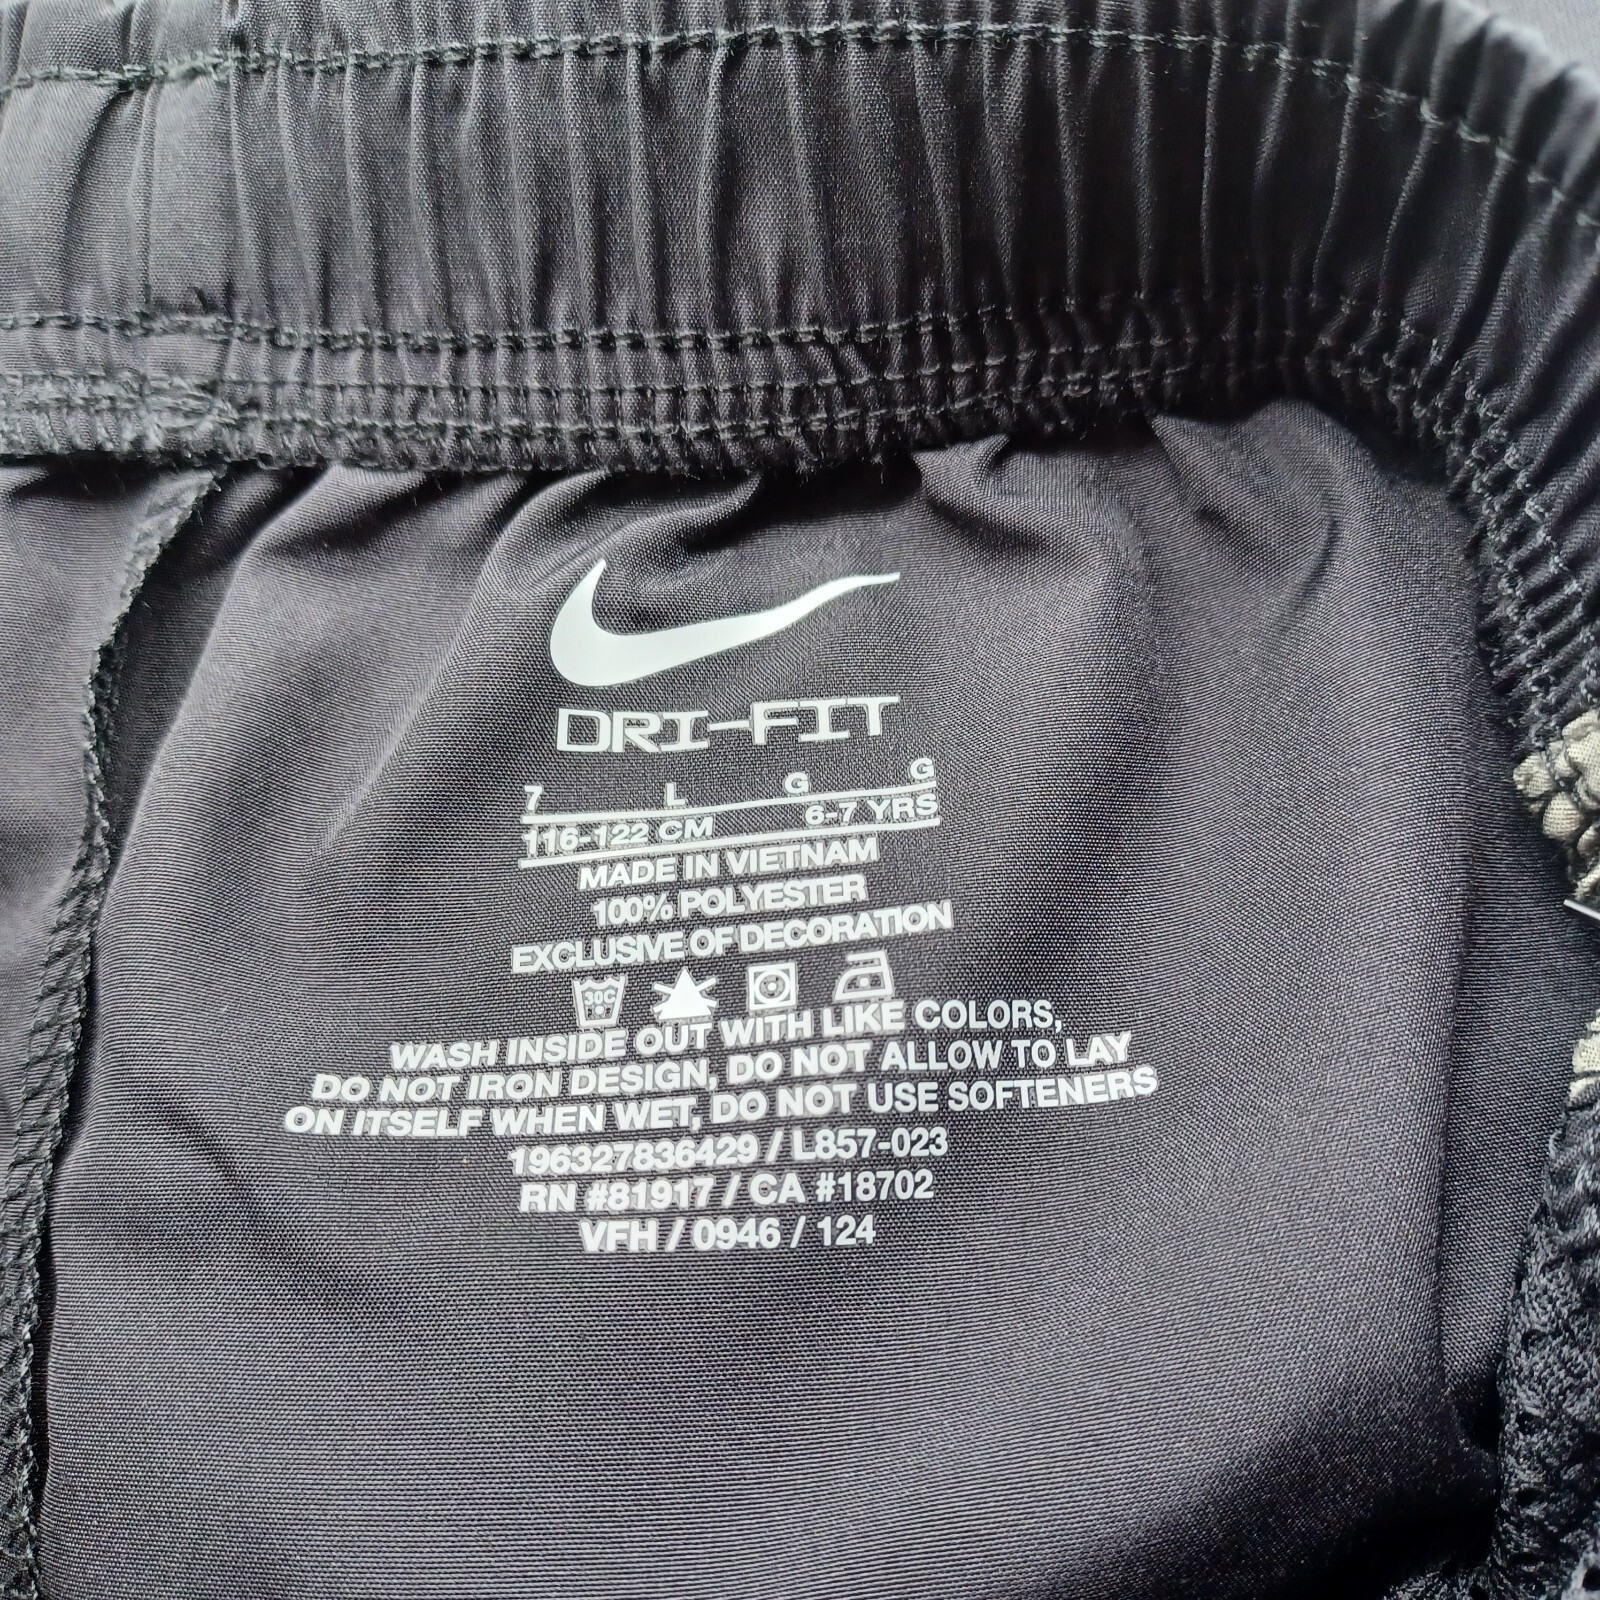 DRI-FIT
7 L G G
116-122 CM 6-7 YRS
MADE IN VIETNAM
100% POLYESTER
EXCLUSIVE OF DECORATION
30C
WASH INSIDE OUT WITH LIKE COLORS,
DO NOT IRON DESIGN, DO NOT ALLOW TO LAY
ON ITSELF WHEN WET, DO NOT USE SOFTENERS
196327836429 / L857-023
RN #81917 / CA #18702
VFH / 0946 / 124